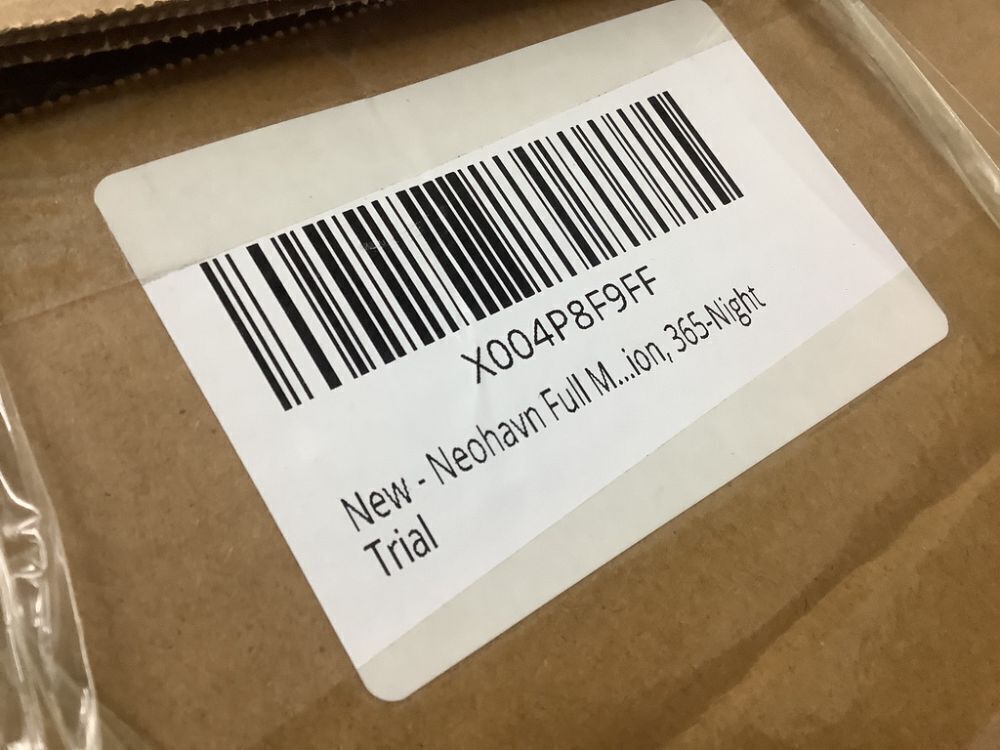 X004P8F9FF
New - Neohavn Full M...ion, 365-Night
Trial